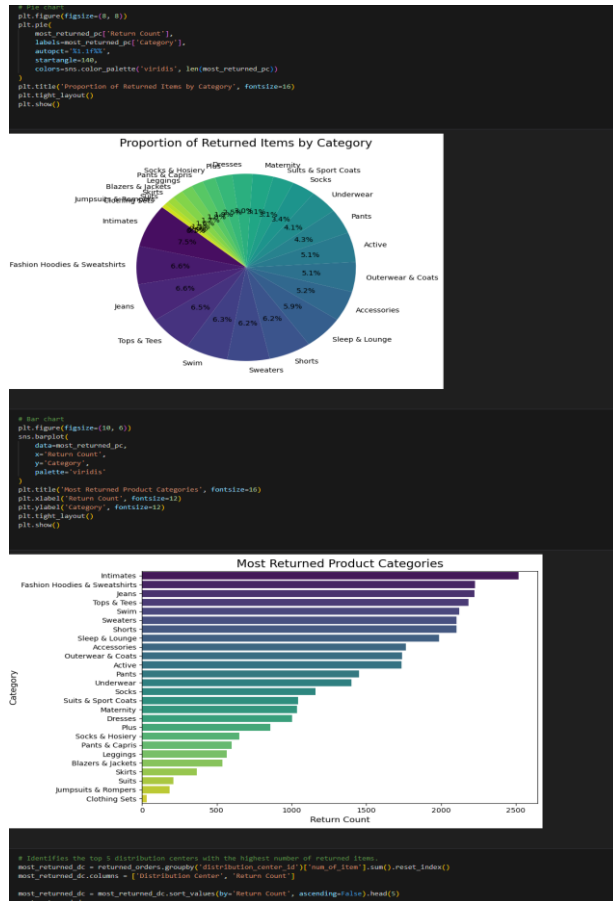 # Pie chart
plt.figure(figsize=(8, 8))
plt.pie(
    most_returned_pc['Return Count'],
    labels=most_returned_pc['Category'],
    autopct='%1.1f%%',
    startangle=140,
    colors=sns.color_palette('viridis', len(most_returned_pc))
)
plt.title('Proportion of Returned Items by Category', fontsize=16)
plt.tight_layout()
plt.show()
Proportion of Returned Items by Category
Dresses
Maternity
Plus
Suits & Sport Coats
Socks & Hosiery
Socks
Pants & Capris
Leggings
Underwear
Blazers & Jackets
Skirts
Jumpsuits & Rompers
Clothing Sets
Pants
Intimates
Active
Fashion Hoodies & Sweatshirts
Outerwear & Coats
Jeans
Accessories
Tops & Tees
Sleep & Lounge
Swim
Shorts
Sweaters
3.0%
3.1%
3.1%
3.4%
4.1%
4.3%
7.5%
5.1%
6.6%
5.1%
6.6%
5.2%
6.5%
5.9%
6.3%
6.2%
6.2%
# Bar chart
plt.figure(figsize=(10, 6))
sns.barplot(
    data=most_returned_pc,
    x='Return Count',
    y='Category',
    palette='viridis'
)
plt.title('Most Returned Product Categories', fontsize=16)
plt.xlabel('Return Count', fontsize=12)
plt.ylabel('Category', fontsize=12)
plt.tight_layout()
plt.show()
Most Returned Product Categories
Category
Intimates
Fashion Hoodies & Sweatshirts
Jeans
Tops & Tees
Swim
Sweaters
Shorts
Sleep & Lounge
Accessories
Outerwear & Coats
Active
Pants
Underwear
Socks
Suits & Sport Coats
Maternity
Dresses
Plus
Socks & Hosiery
Pants & Capris
Leggings
Blazers & Jackets
Skirts
Suits
Jumpsuits & Rompers
Clothing Sets
0 500 1000 1500 2000 2500
Return Count
# Identifies the top 5 distribution centers with the highest number of returned items.
most_returned_dc = returned_orders.groupby('distribution_center_id')['num_of_item'].sum().reset_index()
most_returned_dc.columns = ['Distribution Center', 'Return Count']
most_returned_dc = most_returned_dc.sort_values(by='Return Count', ascending=False).head(5)